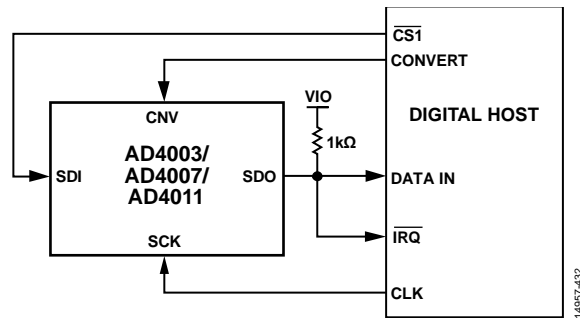 CS1
CONVERT
VIO
DIGITAL HOST
CNV
1kΩ
AD4003/
AD4007/
AD4011
SDI
SDO
DATA IN
SCK
IRQ
CLK
14957-432